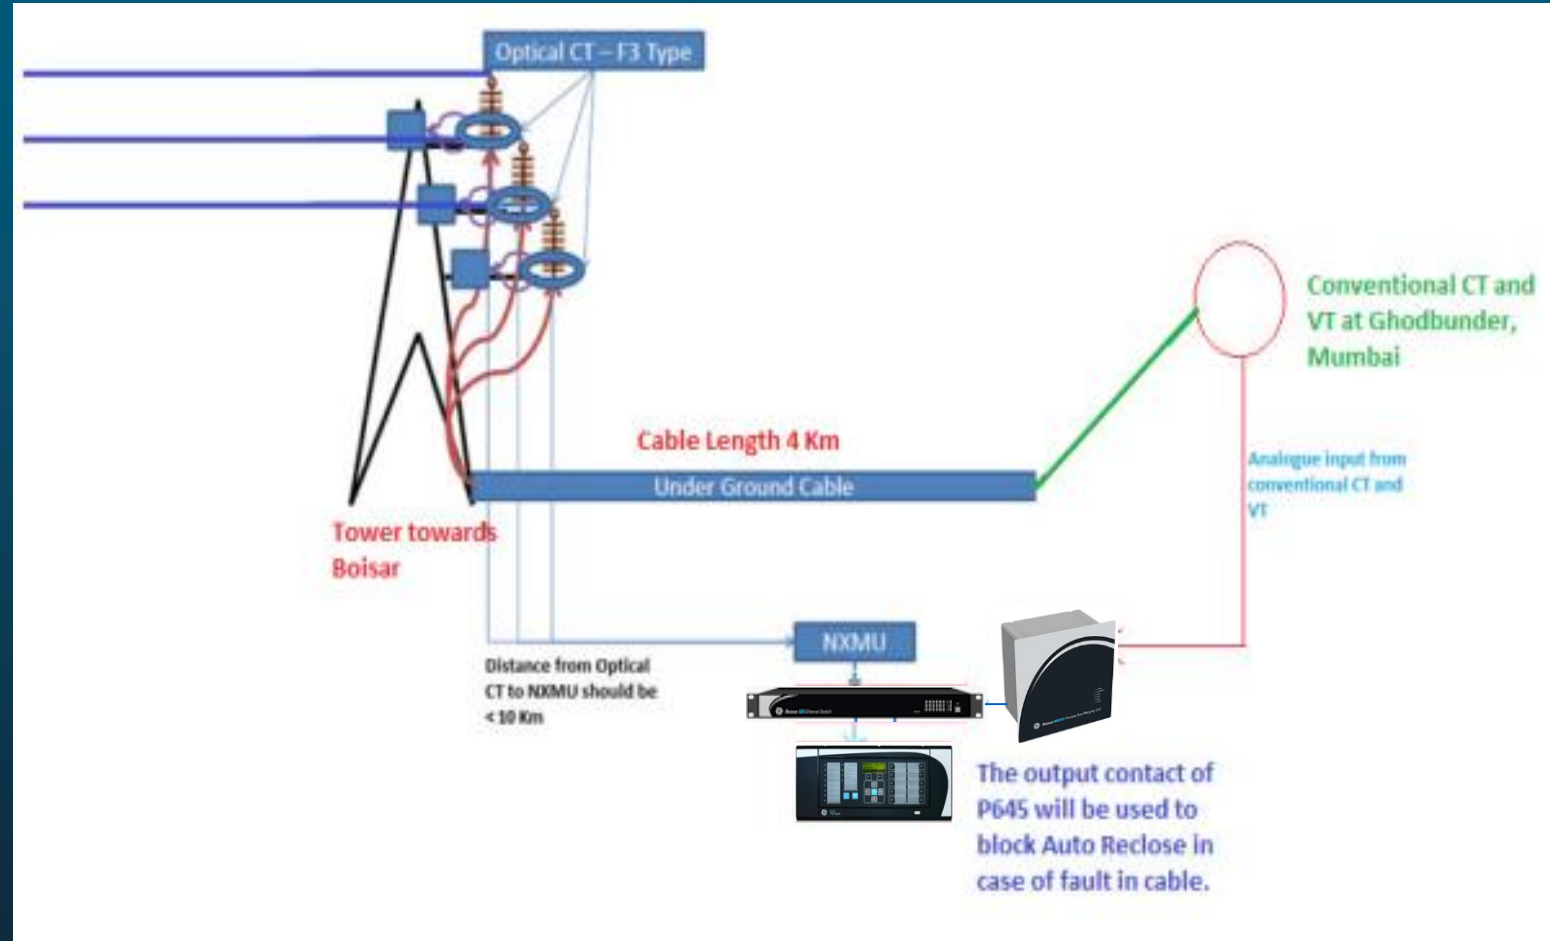 Optical CT – F3 Type
Conventional CT and
VT at Ghodbunder,
Mumbai
Cable Length 4 Km
Analogue input from
conventional CT and
VT
Under Ground Cable
Tower towards
Boisar
NXMU
Distance from Optical
CT to NXMU should be
< 10 Km
The output contact of
P645 will be used to
block Auto Reclose in
case of fault in cable.